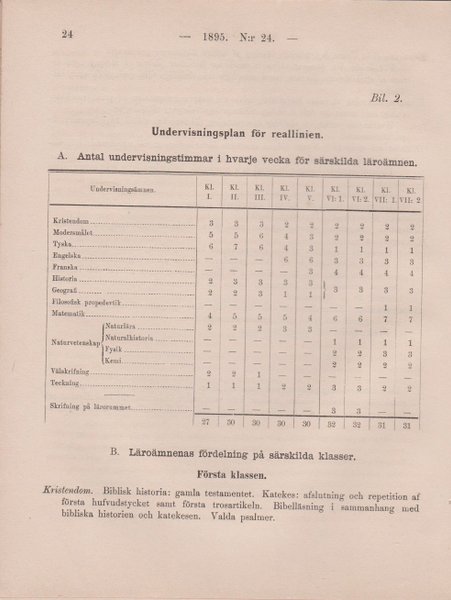 24
— 1895. N:r 24. —
Bil. 2.
Undervisningsplan för reallinien.
A. Antal undervisningstimmar i hvarje vecka för särskilda läroämnen.
Undervisningsämnen. Kl. I. Kl. II. Kl. III. Kl. IV. Kl. V. Kl. VI: 1. Kl. VI: 2. Kl. VII: 1. Kl. VII: 2
Kristendom 3 3 3 2 2 2 2 2 2
Modersmålet 5 5 6 4 3 2 2 2 2
Tyska 6 7 6 4 3 1 1 1 1
Engelska — — — 6 6 3 3 3 3
Franska — — — — 3 4 4 4 4
Historia 2 3 3 3 3 3 3 3 3
Geografi 2 2 3 1 1
Filosofisk propedevtik — — — — — — — 1 1
Matematik 4 5 5 5 4 6 6 7 7
Naturvetenskap
Naturlära 2 2 2 3 3 — — — —
Naturalhistoria — — — — — 1 1 1 1
Fysik — — — — — 2 2 3 3
Kemi — — — — — 2 2 2 2
Välskrifning 2 2 1 — — — — — —
Teckning 1 1 1 2 2 3 3 2 2
Skrifning på lärorummet — — — — — 3 3 — —
27 30 30 30 30 32 32 31 31
B. Läroämnenas fördelning på särskilda klasser.
Första klassen.
Kristendom. Biblisk historia: gamla testamentet. Katekes: afslutning och repetition af
första hufvudstycket samt första trosartikeln. Bibelläsning i sammanhang med
bibliska historien och katekesen. Valda psalmer.